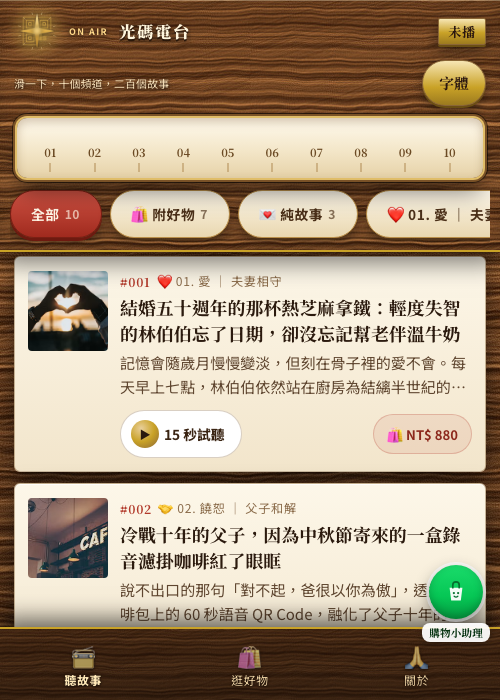 ON AIR 光碼電台
未播
滑一下，十個頻道，二百個故事
字體
01 02 03 04 05 06 07 08 09 10
全部 10
附好物 7
純故事 3
01. 愛｜夫妻
#001 01. 愛｜夫妻相守
結婚五十週年的那杯熱芝麻拿鐵：輕度失智
的林伯伯忘了日期，卻沒忘記幫老伴溫牛奶
記憶會隨歲月慢慢變淡，但刻在骨子裡的愛不會。每
天早上七點，林伯伯依然站在廚房為結縭半世紀的…
15 秒試聽
NT$ 880
#002 02. 饒恕｜父子和解
冷戰十年的父子，因為中秋節寄來的一盒錄
音濾掛咖啡紅了眼眶
CAF
說不出口的那句「對不起，爸很以你為傲」，透
啡包上的 60 秒語音 QR Code，融化了父子十年的
購物小助理
聽故事
逛好物
關於